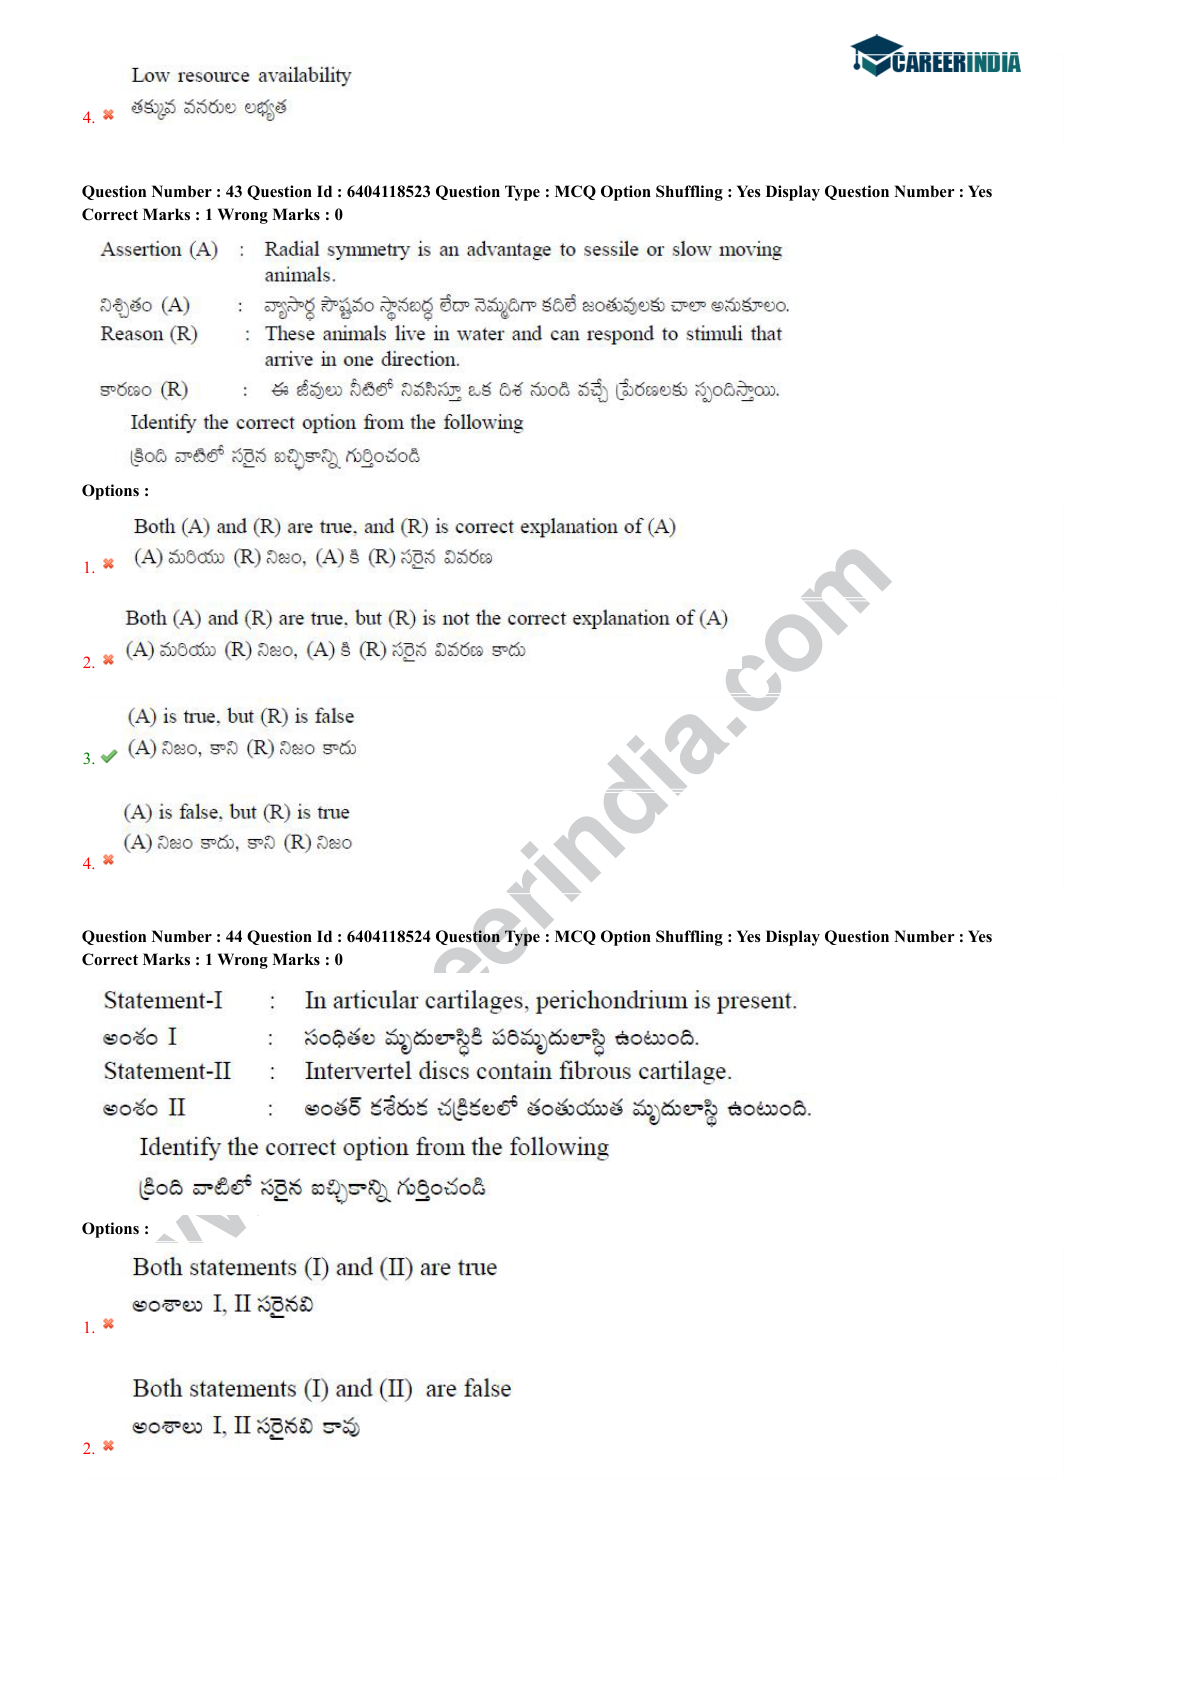 CAREERINDIA
Low resource availability
తక్కువ వనరుల లభ్యత
4.
Question Number : 43 Question Id : 6404118523 Question Type : MCQ Option Shuffling : Yes Display Question Number : Yes
Correct Marks : 1 Wrong Marks : 0
Assertion (A) : Radial symmetry is an advantage to sessile or slow moving
animals.
నిశ్చితం (A) : వ్యాసార్ధ సౌష్టవం స్థానబద్ధ లేదా నెమ్మదిగా కదిలే జంతువులకు చాలా అనుకూలం.
Reason (R) : These animals live in water and can respond to stimuli that
arrive in one direction.
కారణం (R) : ఈ జీవులు నీటిలో నివసిస్తూ ఒక దిశ నుండి వచ్చే ప్రేరణలకు స్పందిస్తాయి.
Identify the correct option from the following
క్రింది వాటిలో సరైన ఐచ్ఛికాన్ని గుర్తించండి
Options :
Both (A) and (R) are true, and (R) is correct explanation of (A)
(A) మరియు (R) నిజం, (A) కి (R) సరైన వివరణ
1.
Both (A) and (R) are true, but (R) is not the correct explanation of (A)
(A) మరియు (R) నిజం, (A) కి (R) సరైన వివరణ కాదు
2.
(A) is true, but (R) is false
(A) నిజం, కాని (R) నిజం కాదు
3.
(A) is false, but (R) is true
(A) నిజం కాదు, కాని (R) నిజం
4.
Question Number : 44 Question Id : 6404118524 Question Type : MCQ Option Shuffling : Yes Display Question Number : Yes
Correct Marks : 1 Wrong Marks : 0
Statement-I : In articular cartilages, perichondrium is present.
అంశం I : సంధితల మృదులాస్థికి పరిమృదులాస్థి ఉంటుంది.
Statement-II : Intervertel discs contain fibrous cartilage.
అంశం II : అంతర్ కశేరుక చక్రికలలో తంతుయుత మృదులాస్థి ఉంటుంది.
Identify the correct option from the following
క్రింది వాటిలో సరైన ఐచ్ఛికాన్ని గుర్తించండి
Options :
Both statements (I) and (II) are true
అంశాలు I, II సరైనవి
1.
Both statements (I) and (II) are false
అంశాలు I, II సరైనవి కావు
2.